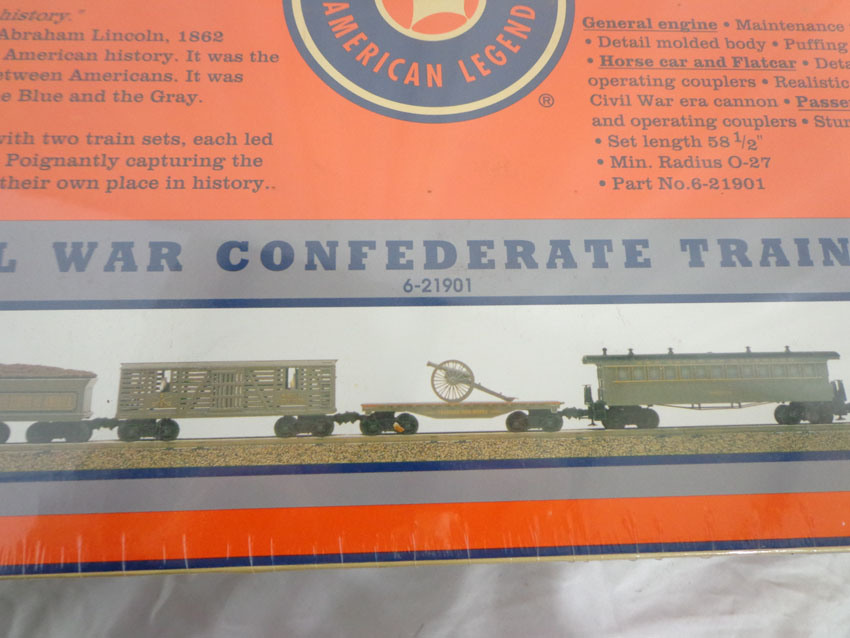 history."
Abraham Lincoln, 1862
American history. It was the
etween Americans. It was
e Blue and the Gray.
with two train sets, each led
Poignantly capturing the
their own place in history..
AMERICAN LEGEND
®
General engine • Maintenance
• Detail molded body • Puffing
• Horse car and Flatcar • Deta
operating couplers • Realistic
Civil War era cannon • Passe
and operating couplers • Stur
• Set length 58 1/2"
• Min. Radius O-27
• Part No.6-21901
L WAR CONFEDERATE TRAIN
6-21901